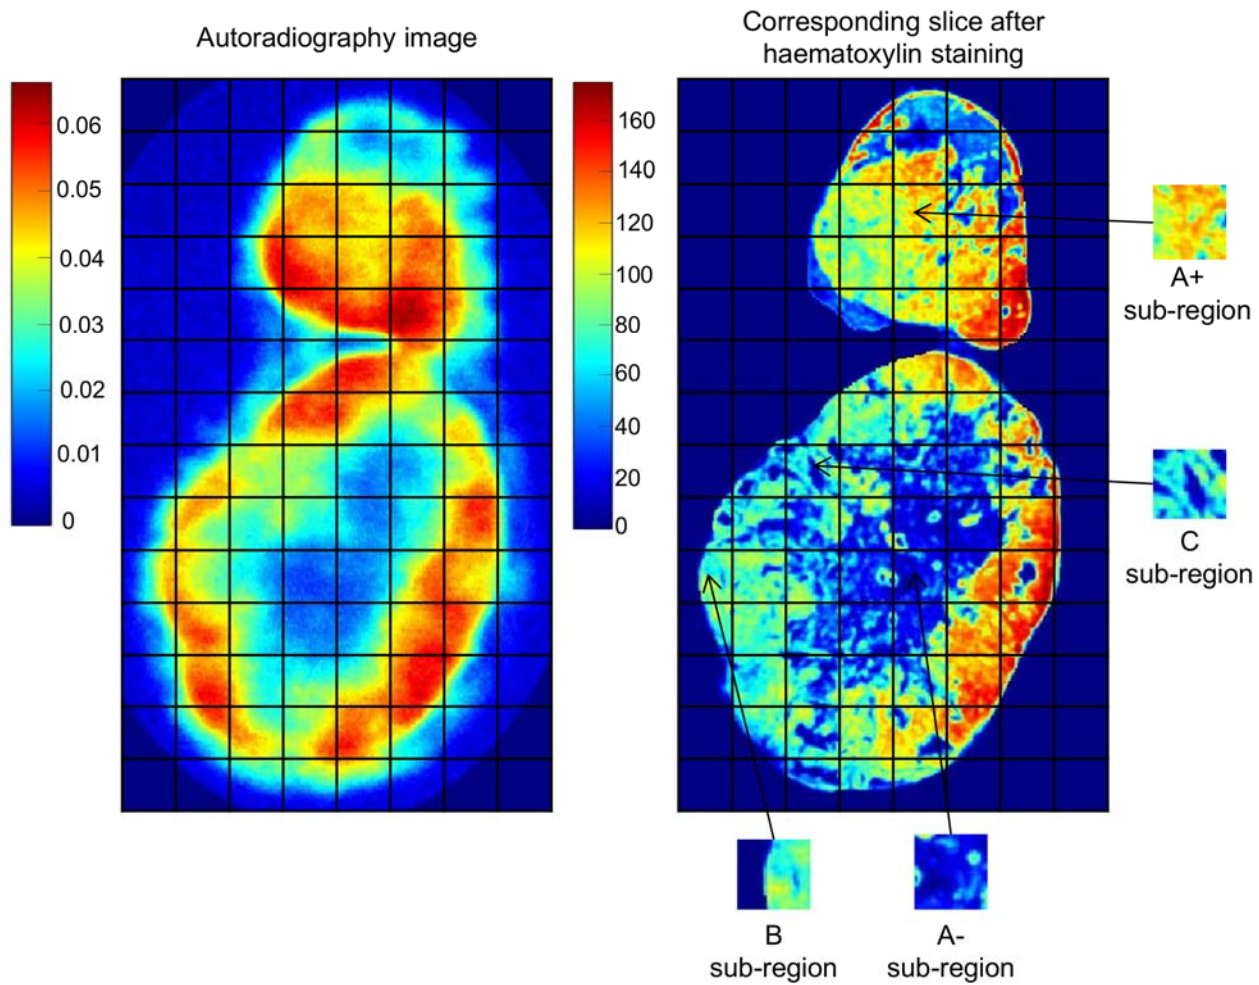 Autoradiography image
Corresponding slice after
haematoxylin staining
0.06
0.05
0.04
0.03
0.02
0.01
0
160
140
120
100
80
60
40
20
0
A+
sub-region
C
sub-region
B
sub-region
A-
sub-region